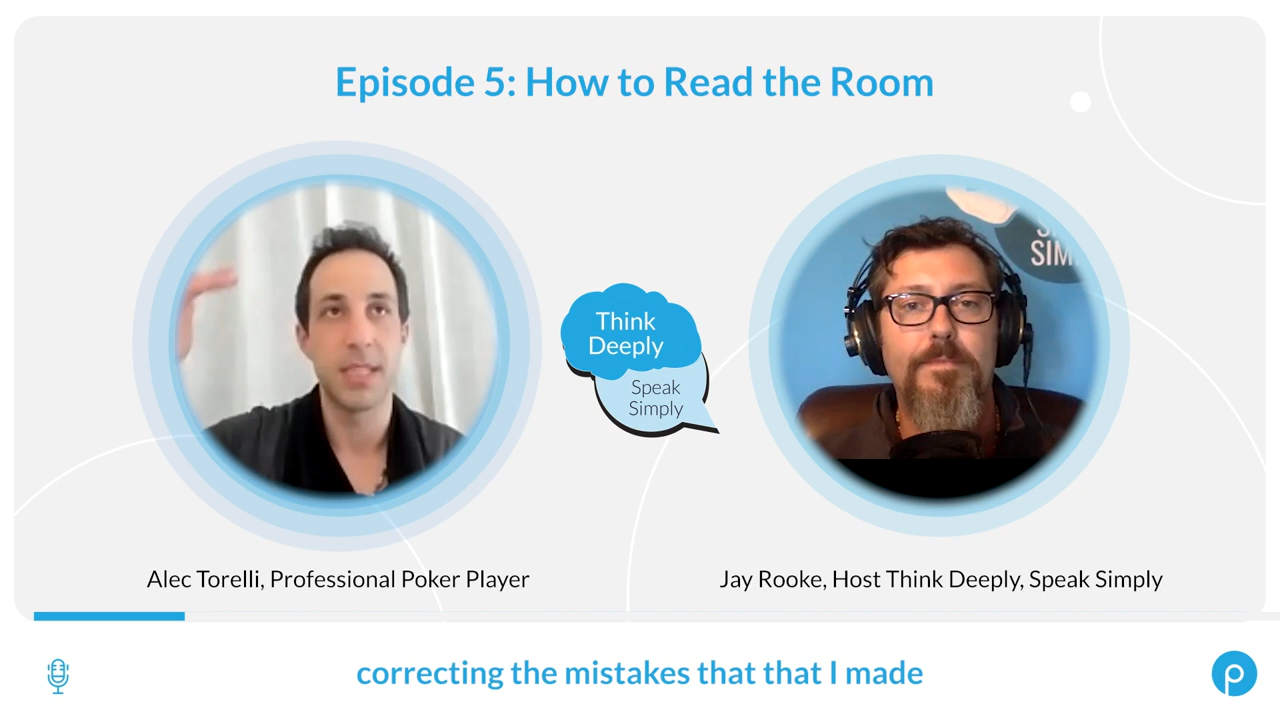 Episode 5: How to Read the Room
Think
Deeply
Speak
Simply
SIM
Alec Torelli, Professional Poker Player
Jay Rooke, Host Think Deeply, Speak Simply
correcting the mistakes that that I made